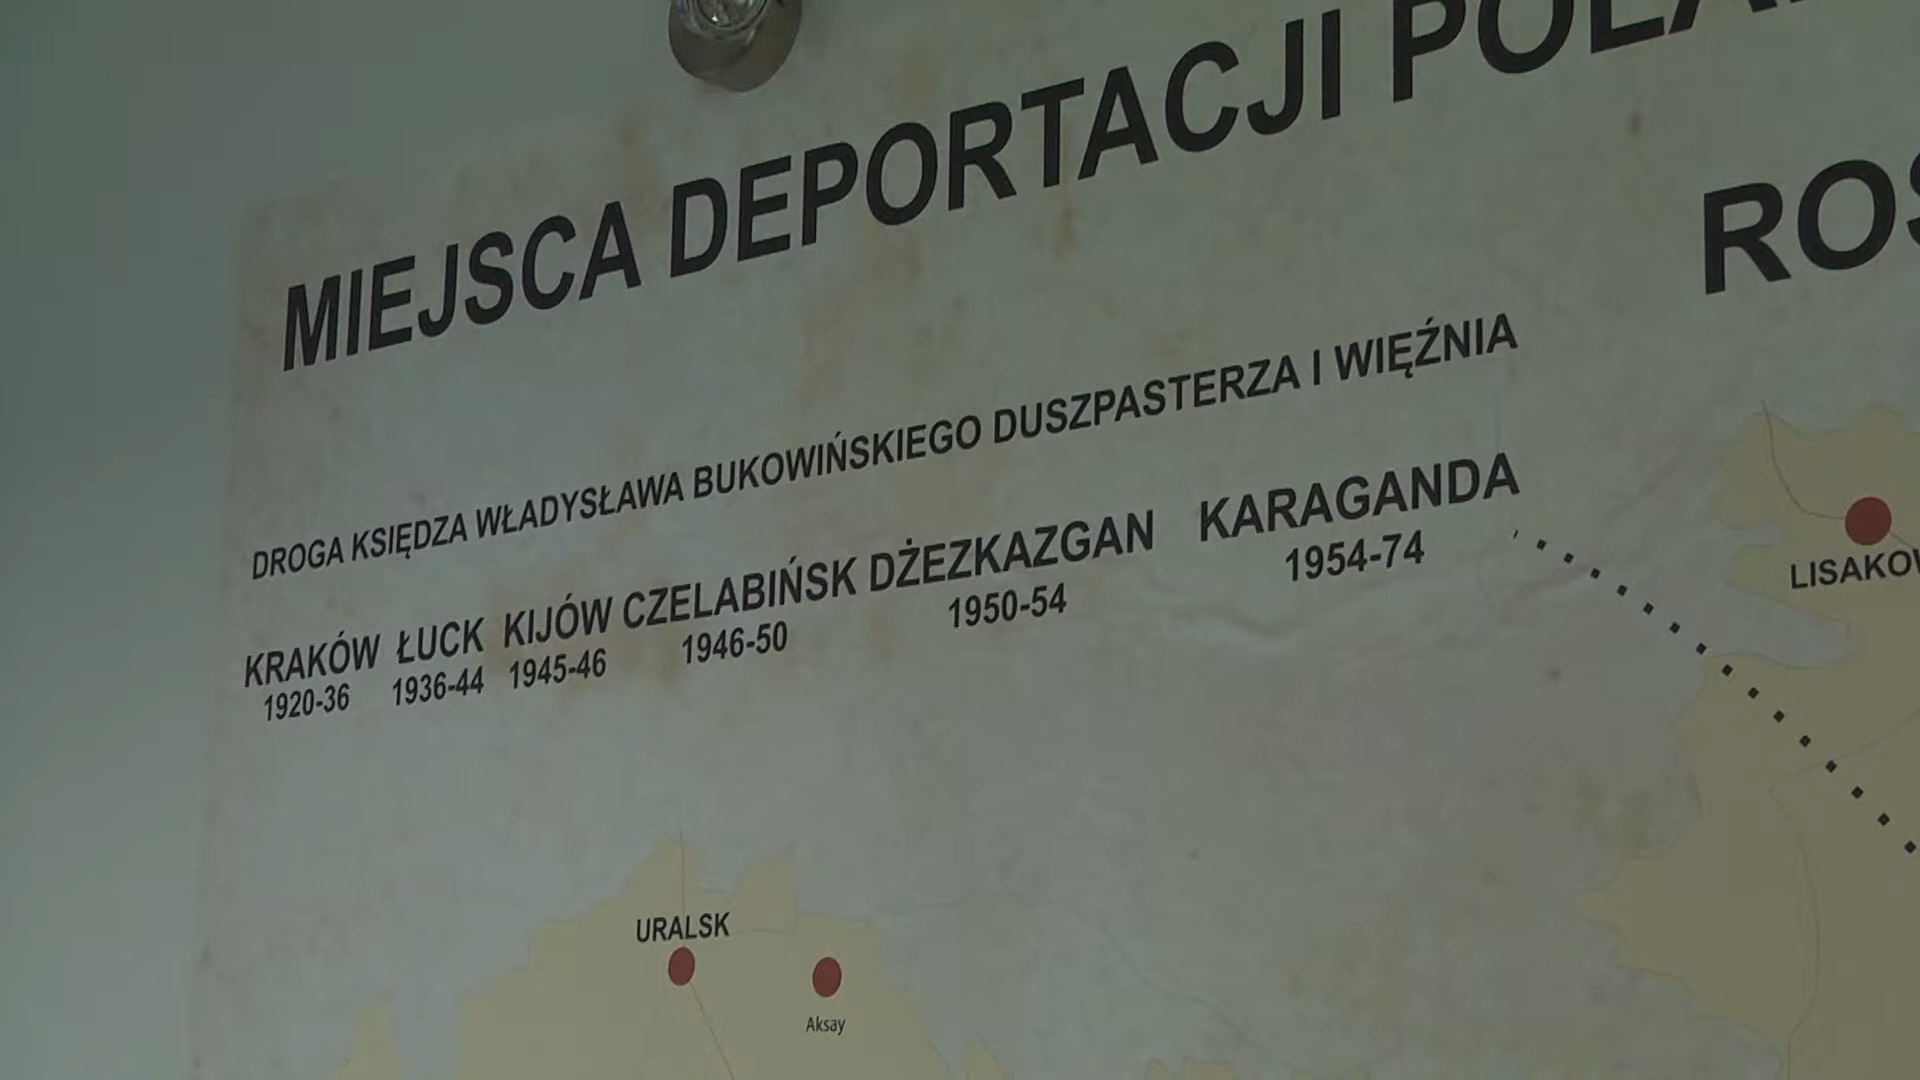 MIEJSCA DEPORTACJI
DROGA KSIĘDZA WŁADYSŁAWA BUKOWIŃSKIEGO DUSZPASTERZA I WIĘŹNIA
KRAKÓW ŁUCK KIJÓW CZELABIŃSK DŻEZKAZGAN KARAGANDA
1920-36 1936-44 1945-46 1946-50 1950-54 1954-74
URALSK
Aksay